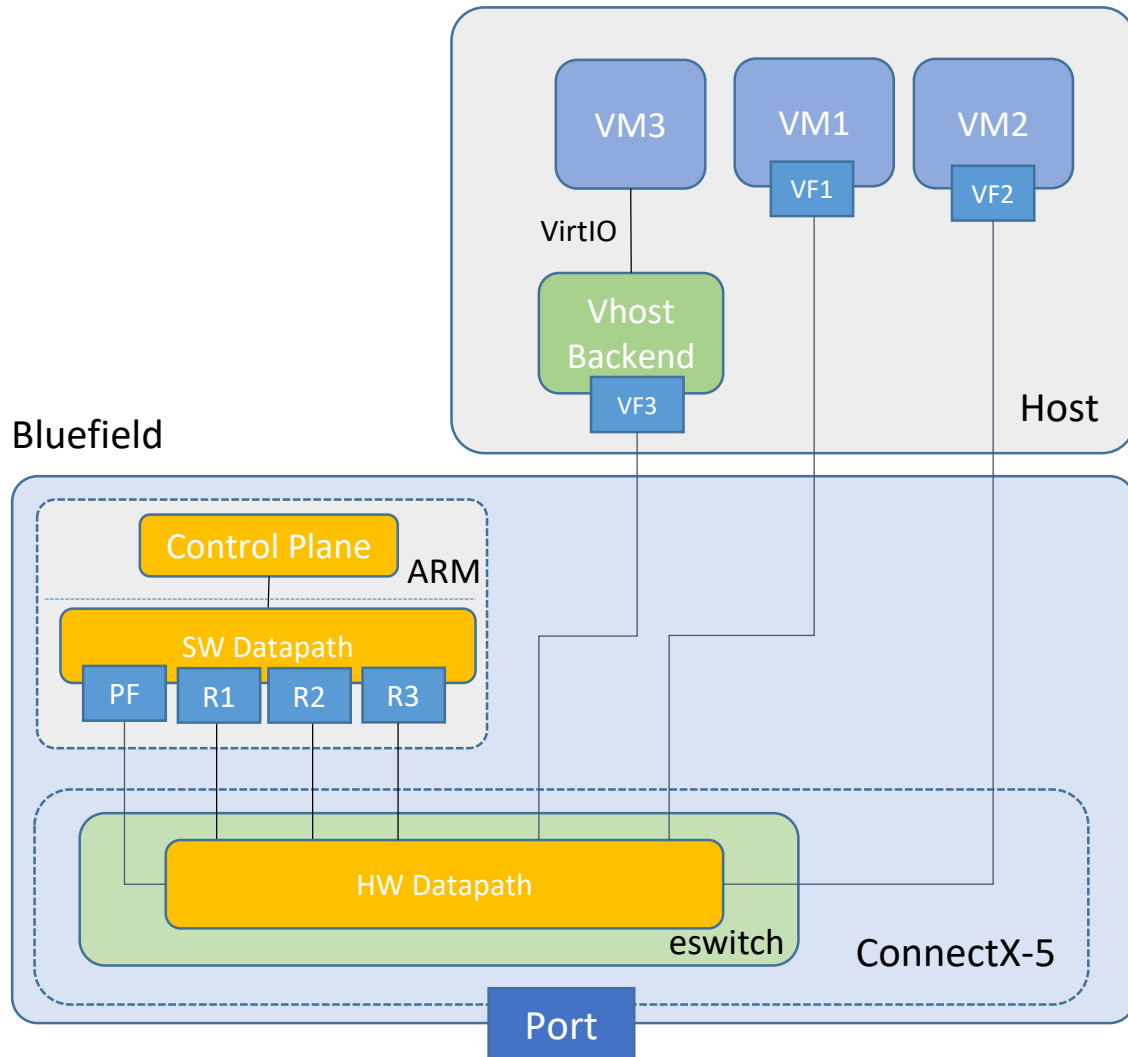 VM3
VM1
VM2
VF1
VF2
VirtIO
Vhost
Backend
VF3
Host
Bluefield
Control Plane
ARM
SW Datapath
PF
R1
R2
R3
HW Datapath
eswitch
ConnectX-5
Port